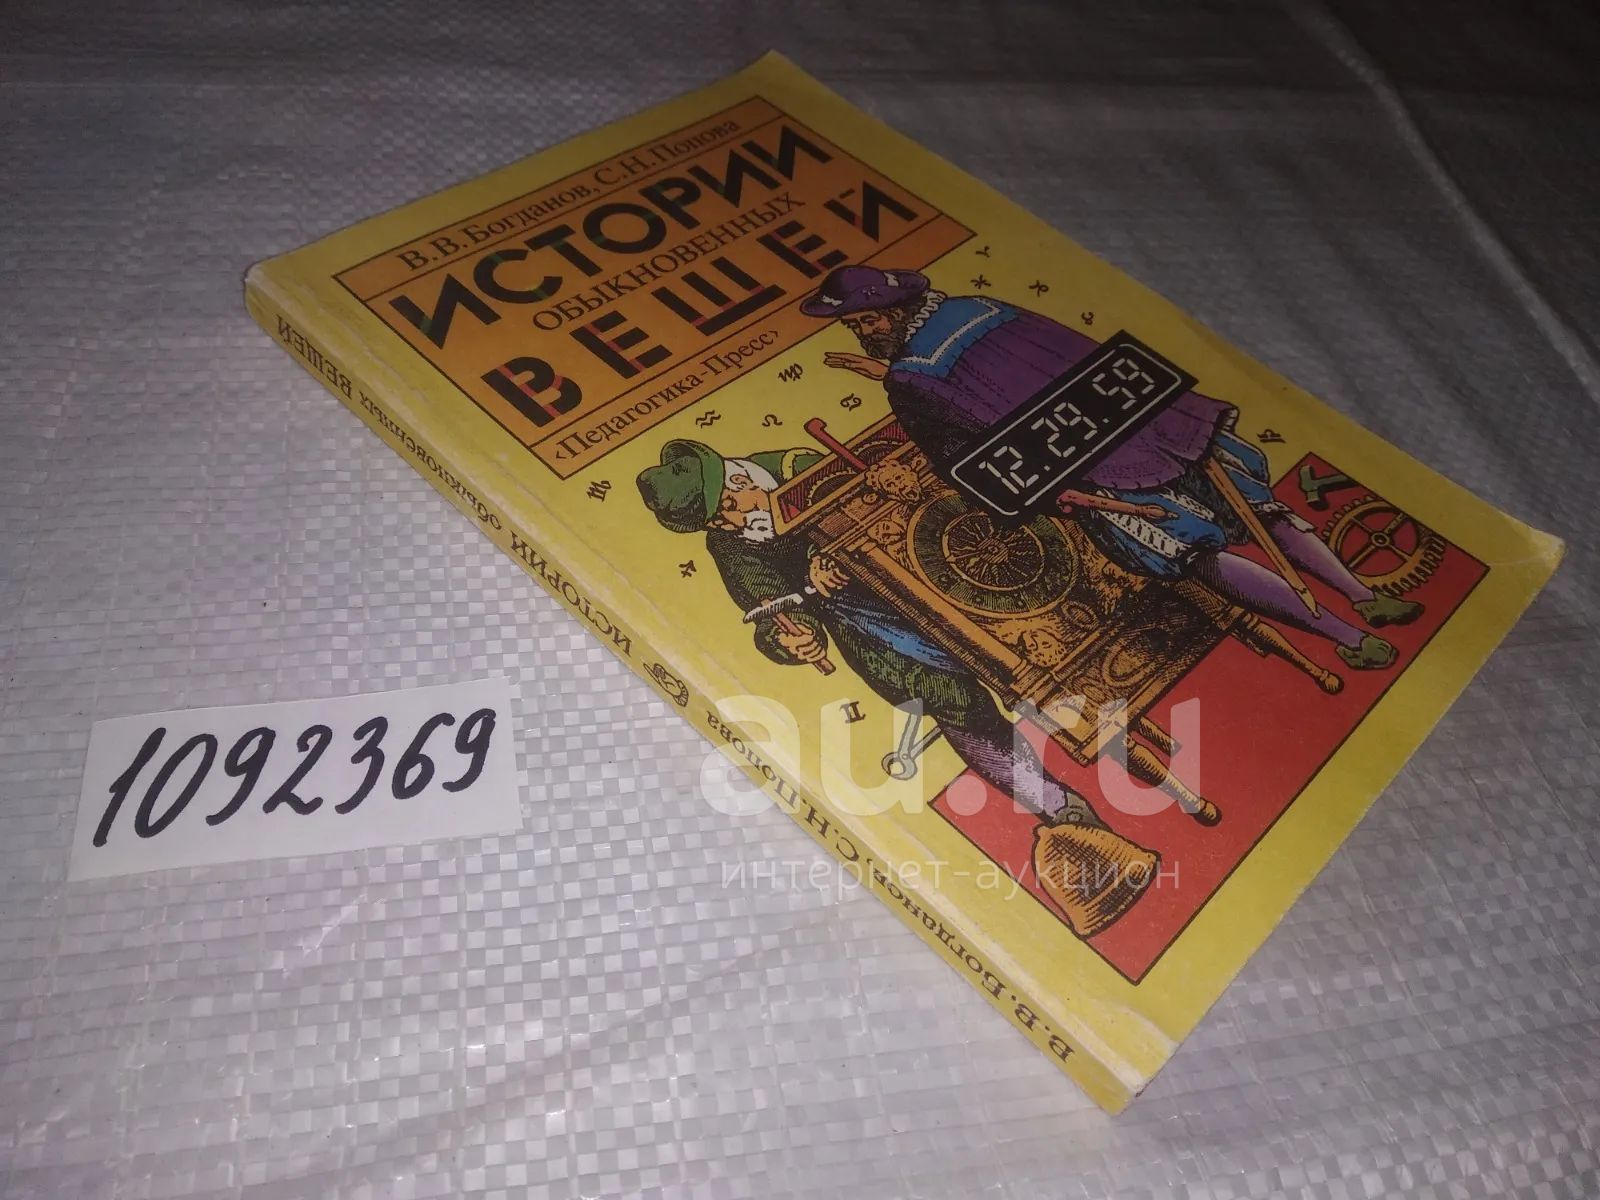 В. В. Богданов, С. Н. Попова
ИСТОРИИ
ОБЫКНОВЕННЫХ
ВЕЩЕЙ
‹Педагогика-Пресс›
12.29.59
В. В. Богданов, С. Н. Попова ИСТОРИИ обыкновенных ВЕЩЕЙ
1092369
au.ru
интернет-аукцион